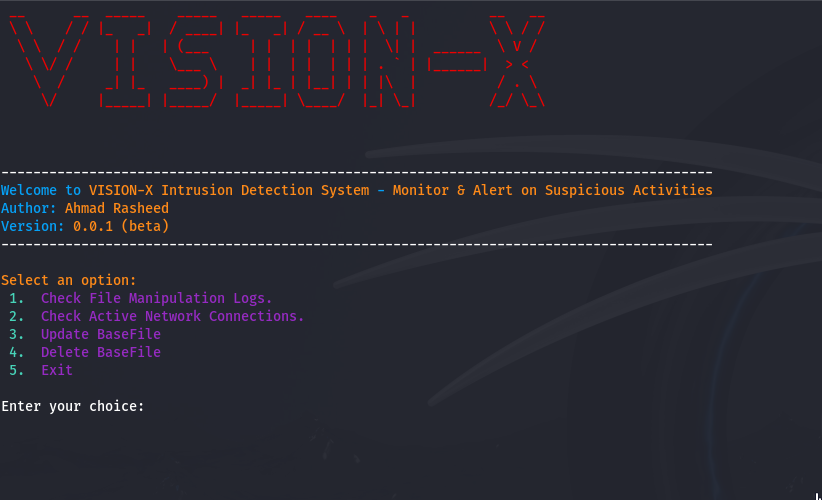 VISION-X
Welcome to VISION-X Intrusion Detection System - Monitor & Alert on Suspicious Activities
Author: Ahmad Rasheed
Version: 0.0.1 (beta)
Select an option:
1. Check File Manipulation Logs.
2. Check Active Network Connections.
3. Update BaseFile
4. Delete BaseFile
5. Exit
Enter your choice: